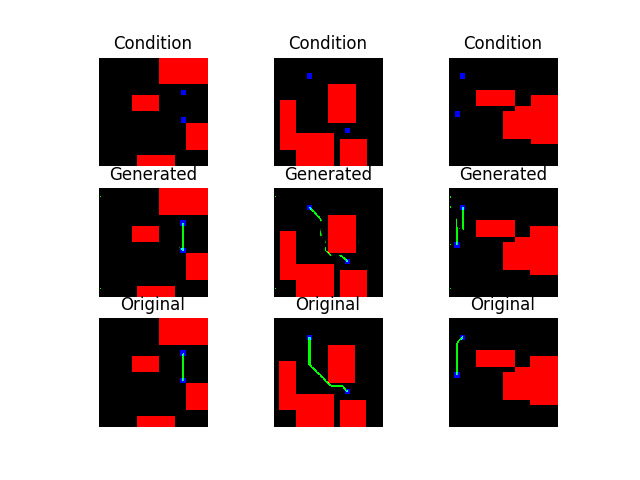 Condition Condition Condition
Generated Generated Generated
Original Original Original